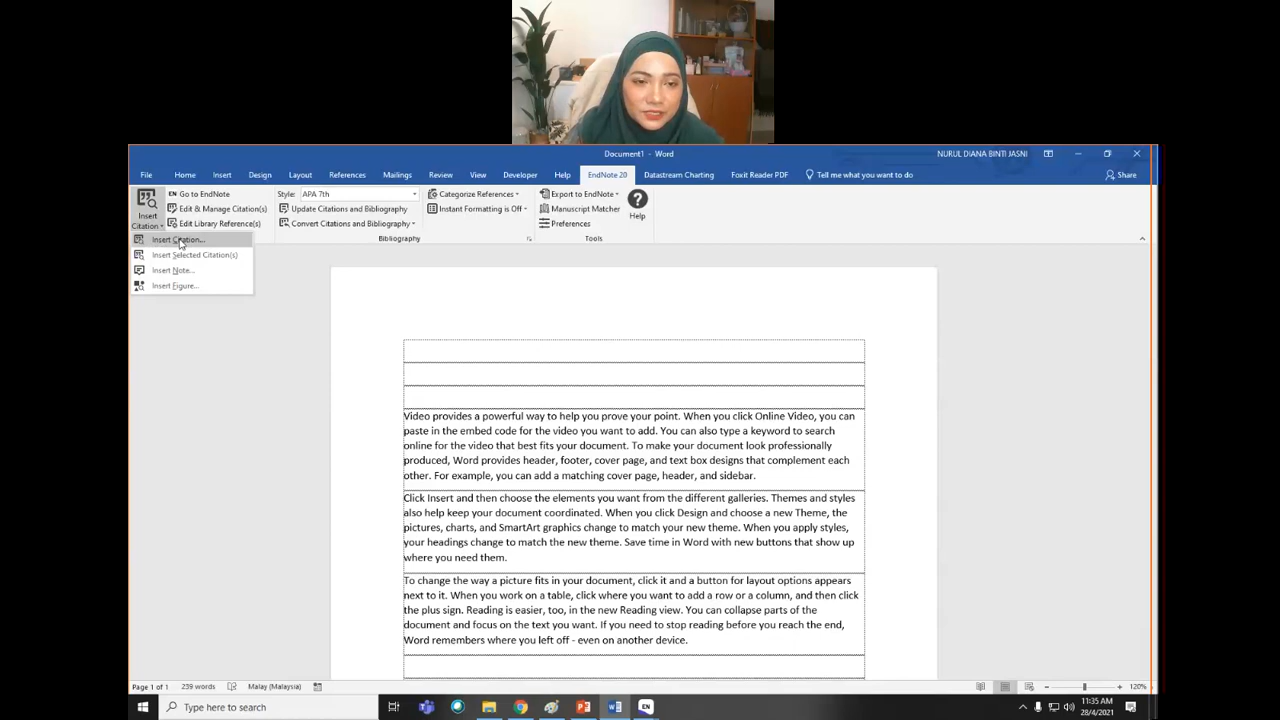 Document1 - Word
NURUL DIANA BINTI JASNI
File Home Insert Design Layout References Mailings Review View Developer Help EndNote 20 Datastream Charting Foxit Reader PDF Tell me what you want to do Share
Insert Citation
Go to EndNote
Edit & Manage Citation(s)
Edit Library Reference(s)
Style: APA 7th
Update Citations and Bibliography
Convert Citations and Bibliography
Categorize References
Instant Formatting is Off
Bibliography
Export to EndNote
Manuscript Matcher
Preferences
Help
Tools
Insert Citation...
Insert Selected Citation(s)
Insert Note...
Insert Figure...
Video provides a powerful way to help you prove your point. When you click Online Video, you can
paste in the embed code for the video you want to add. You can also type a keyword to search
online for the video that best fits your document. To make your document look professionally
produced, Word provides header, footer, cover page, and text box designs that complement each
other. For example, you can add a matching cover page, header, and sidebar.
Click Insert and then choose the elements you want from the different galleries. Themes and styles
also help keep your document coordinated. When you click Design and choose a new Theme, the
pictures, charts, and SmartArt graphics change to match your new theme. When you apply styles,
your headings change to match the new theme. Save time in Word with new buttons that show up
where you need them.
To change the way a picture fits in your document, click it and a button for layout options appears
next to it. When you work on a table, click where you want to add a row or a column, and then click
the plus sign. Reading is easier, too, in the new Reading view. You can collapse parts of the
document and focus on the text you want. If you need to stop reading before you reach the end,
Word remembers where you left off - even on another device.
Page 1 of 1 239 words Malay (Malaysia) 120%
Type here to search
EN
11:35 AM
28/4/2021